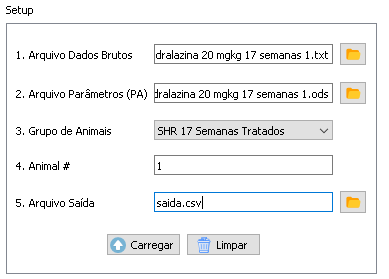 Setup
1. Arquivo Dados Brutos dralazina 20 mgkg 17 semanas 1.txt
2. Arquivo Parâmetros (PA) dralazina 20 mgkg 17 semanas 1.ods
3. Grupo de Animais SHR 17 Semanas Tratados
4. Animal # 1
5. Arquivo Saída saida.csv
Carregar Limpar